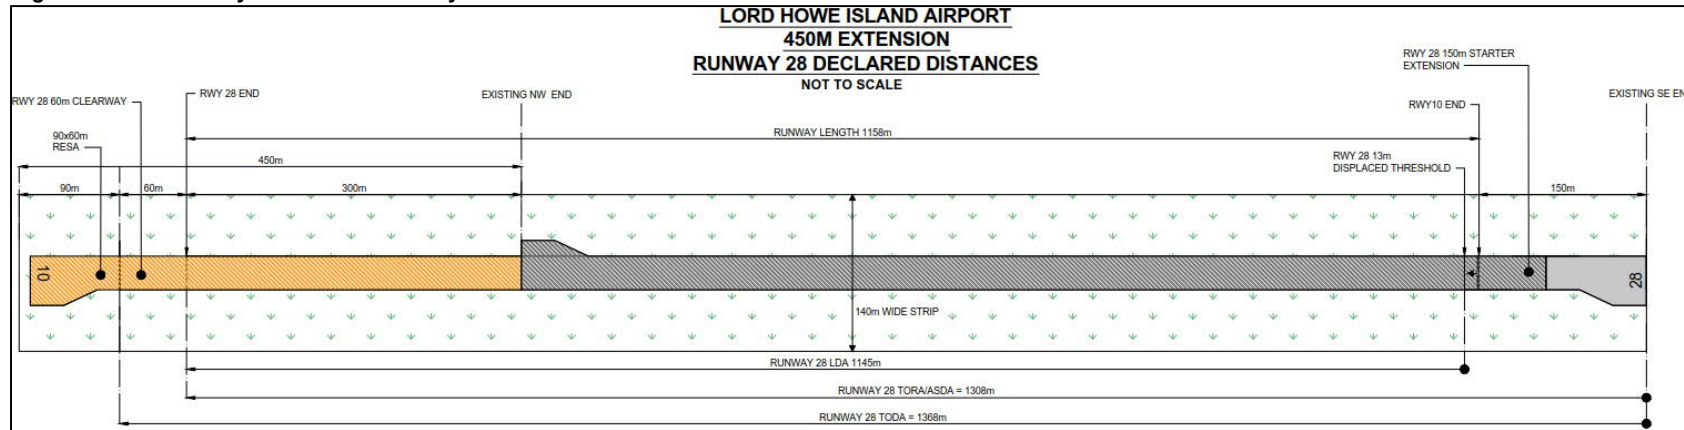 LORD HOWE ISLAND AIRPORT
450M EXTENSION
RUNWAY 28 DECLARED DISTANCES
NOT TO SCALE
RWY 28 150m STARTER
EXTENSION
RWY 28 60m CLEARWAY
RWY 28 END
EXISTING NW END
RWY10 END
EXISTING SE EN
90x60m
RESA
RUNWAY LENGTH 1158m
450m
RWY 28 13m
DISPLACED THRESHOLD
90m
60m
300m
150m
10
28
140m WIDE STRIP
RUNWAY 28 LDA 1145m
RUNWAY 28 TORA/ASDA = 1308m
RUNWAY 28 TODA = 1368m